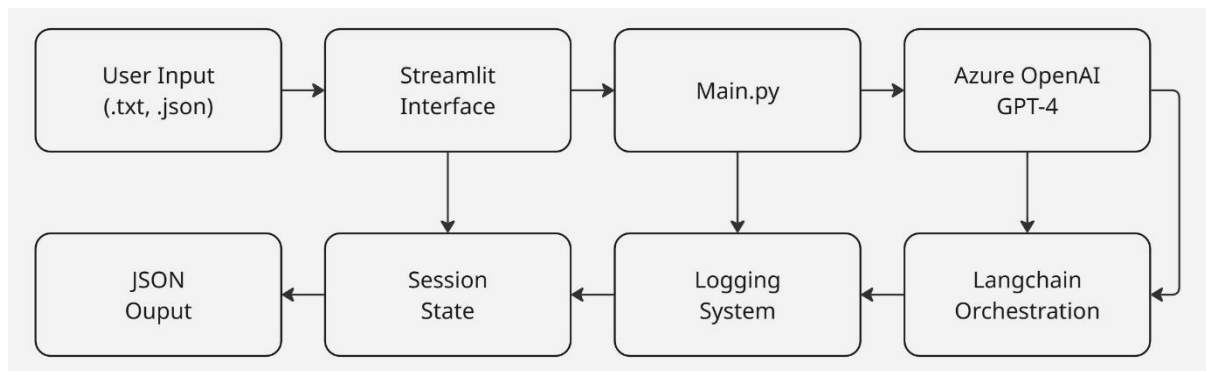 User Input
(.txt, .json)
Streamlit
Interface
Main.py
Azure OpenAI
GPT-4
JSON
Ouput
Session
State
Logging
System
Langchain
Orchestration